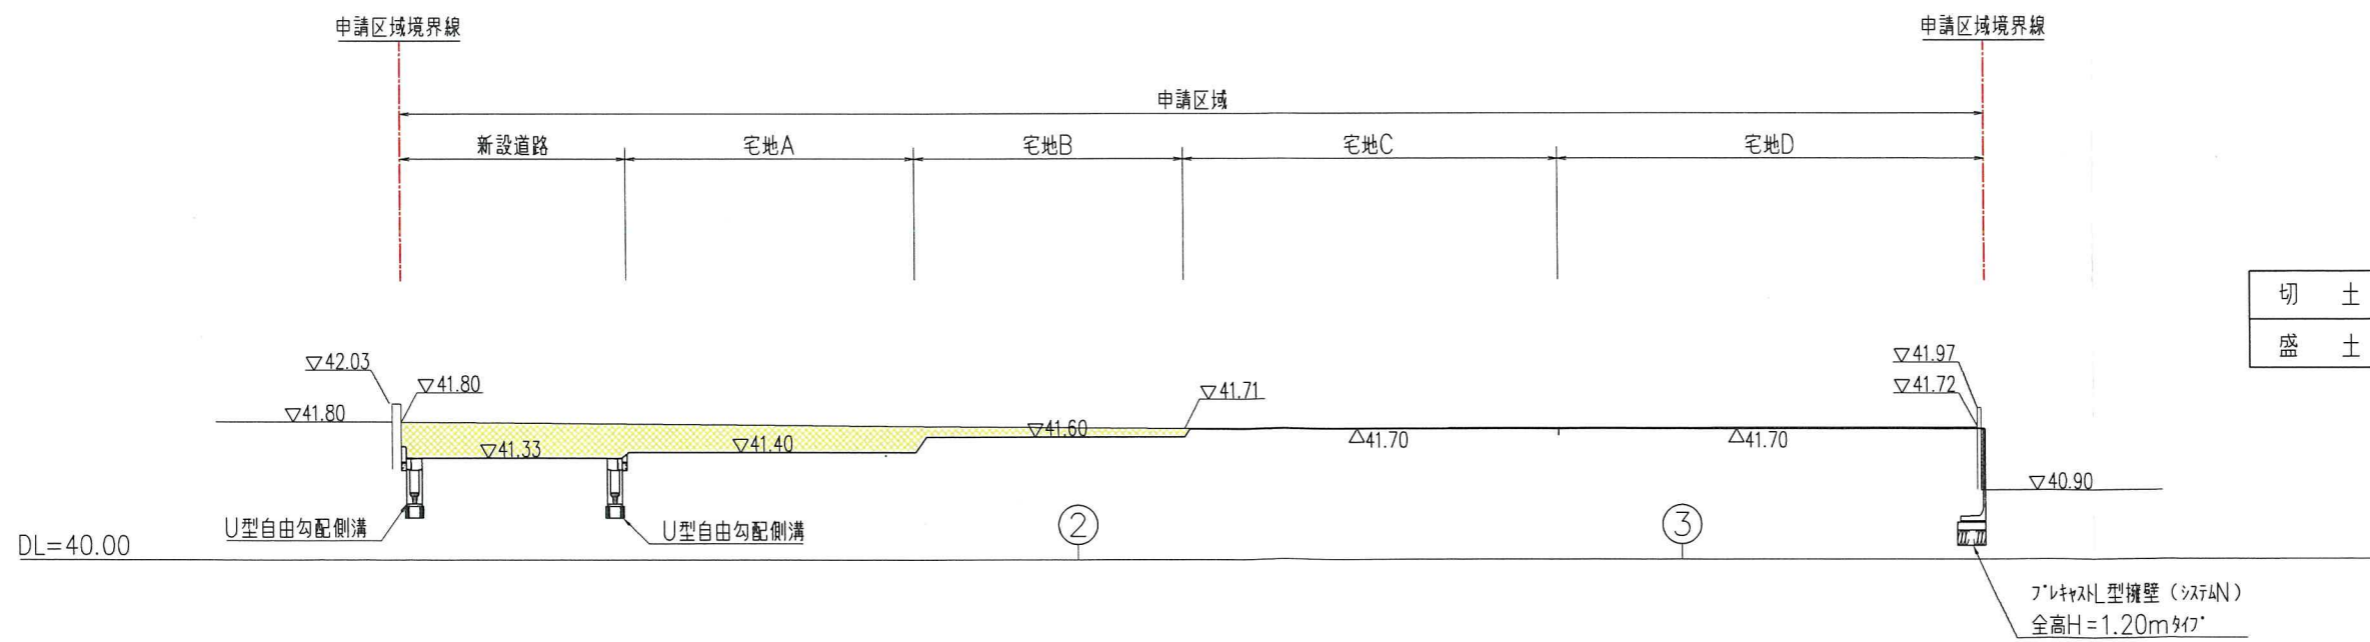 申請区域境界線
申請区域境界線
申請区域
新設道路
宅地A
宅地B
宅地C
宅地D
切 土
盛 土
▽42.03
▽41.80
▽41.80
▽41.33
▽41.40
▽41.60
▽41.71
△41.70
△41.70
▽41.97
▽41.72
▽40.90
U型自由勾配側溝
U型自由勾配側溝
②
③
DL=40.00
プレキャストL型擁壁(システムN)
全高H=1.20mタイプ